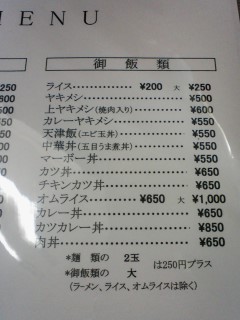 MENU
御飯類
ライス ¥200 大 ¥250
ヤキメシ ¥500
上ヤキメシ(焼肉入り) ¥600
カレーヤキメシ ¥550
天津飯(エビ玉丼) ¥550
中華丼(五目うま煮丼) ¥550
マーボー丼 ¥550
カツ丼 ¥650
チキンカツ丼 ¥650
オムライス ¥650 大 ¥1,000
カレー丼 ¥650
カツカレー丼 ¥850
肉丼 ¥650
*麺類の 2玉
*御飯類の 大
は250円プラス
(ラーメン、ライス、オムライスは除く)